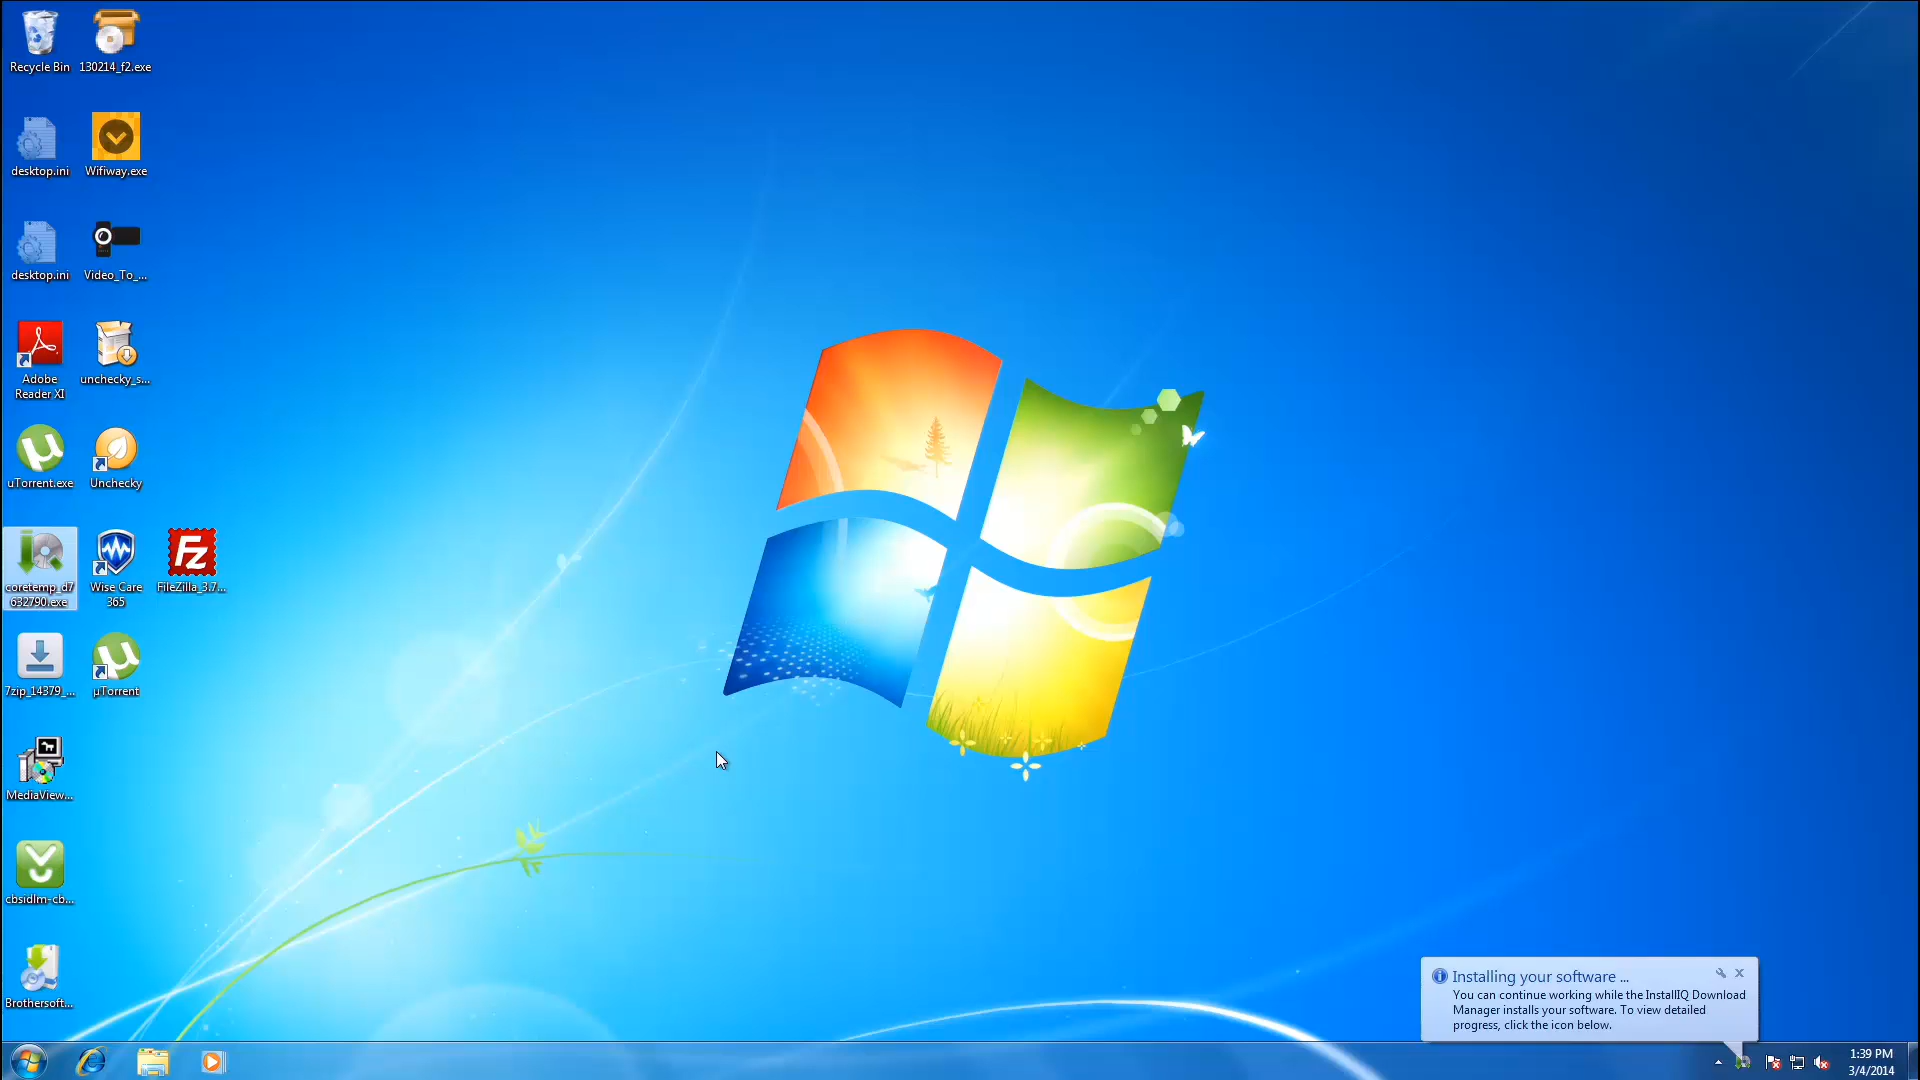 Recycle Bin
130214_f2.exe
desktop.ini
Wifiway.exe
desktop.ini
Video_To_...
Adobe
Reader XI
unchecky_s...
uTorrent.exe
Unchecky
coretemp_d7
632790.exe
Wise Care
365
Fz
FileZilla_3.7...
7zip_14379_...
µTorrent
MediaView...
cbsidlm-cb...
Brothersoft...
Installing your software ...
You can continue working while the InstallIQ Download
Manager installs your software. To view detailed
progress, click the icon below.
1:39 PM
3/4/2014